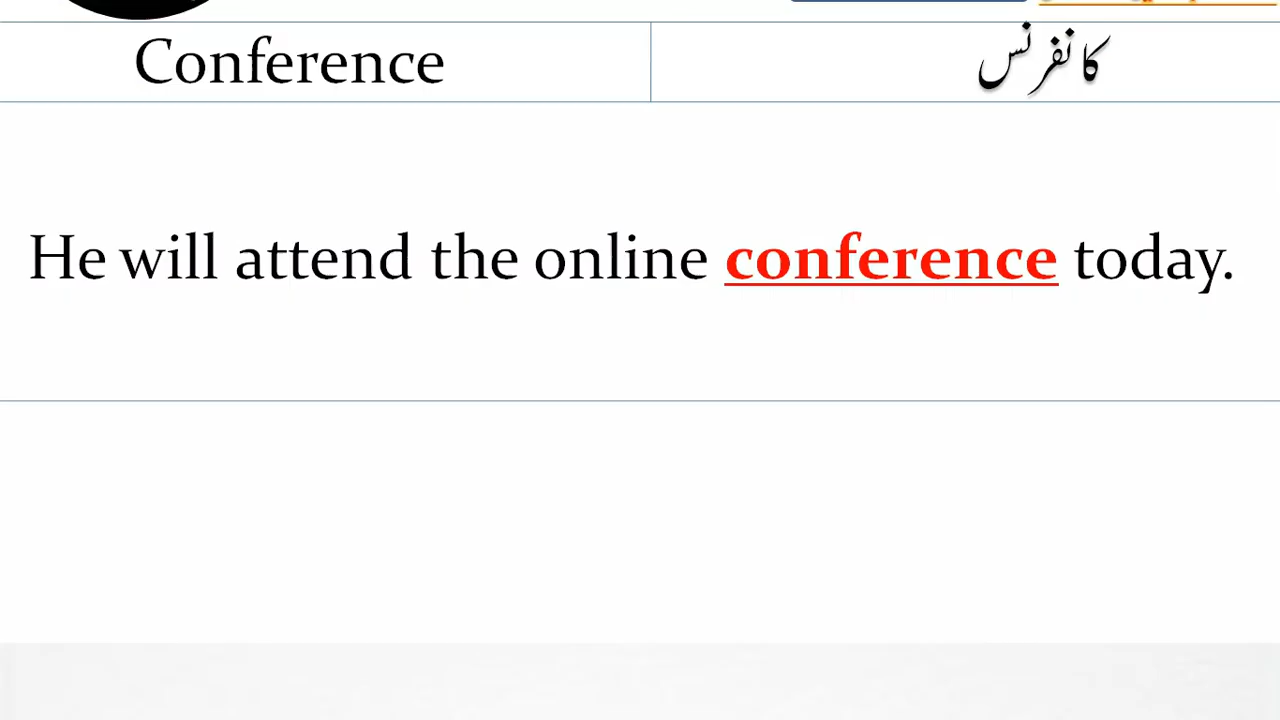 Conference
کانفرنس
He will attend the online conference today.